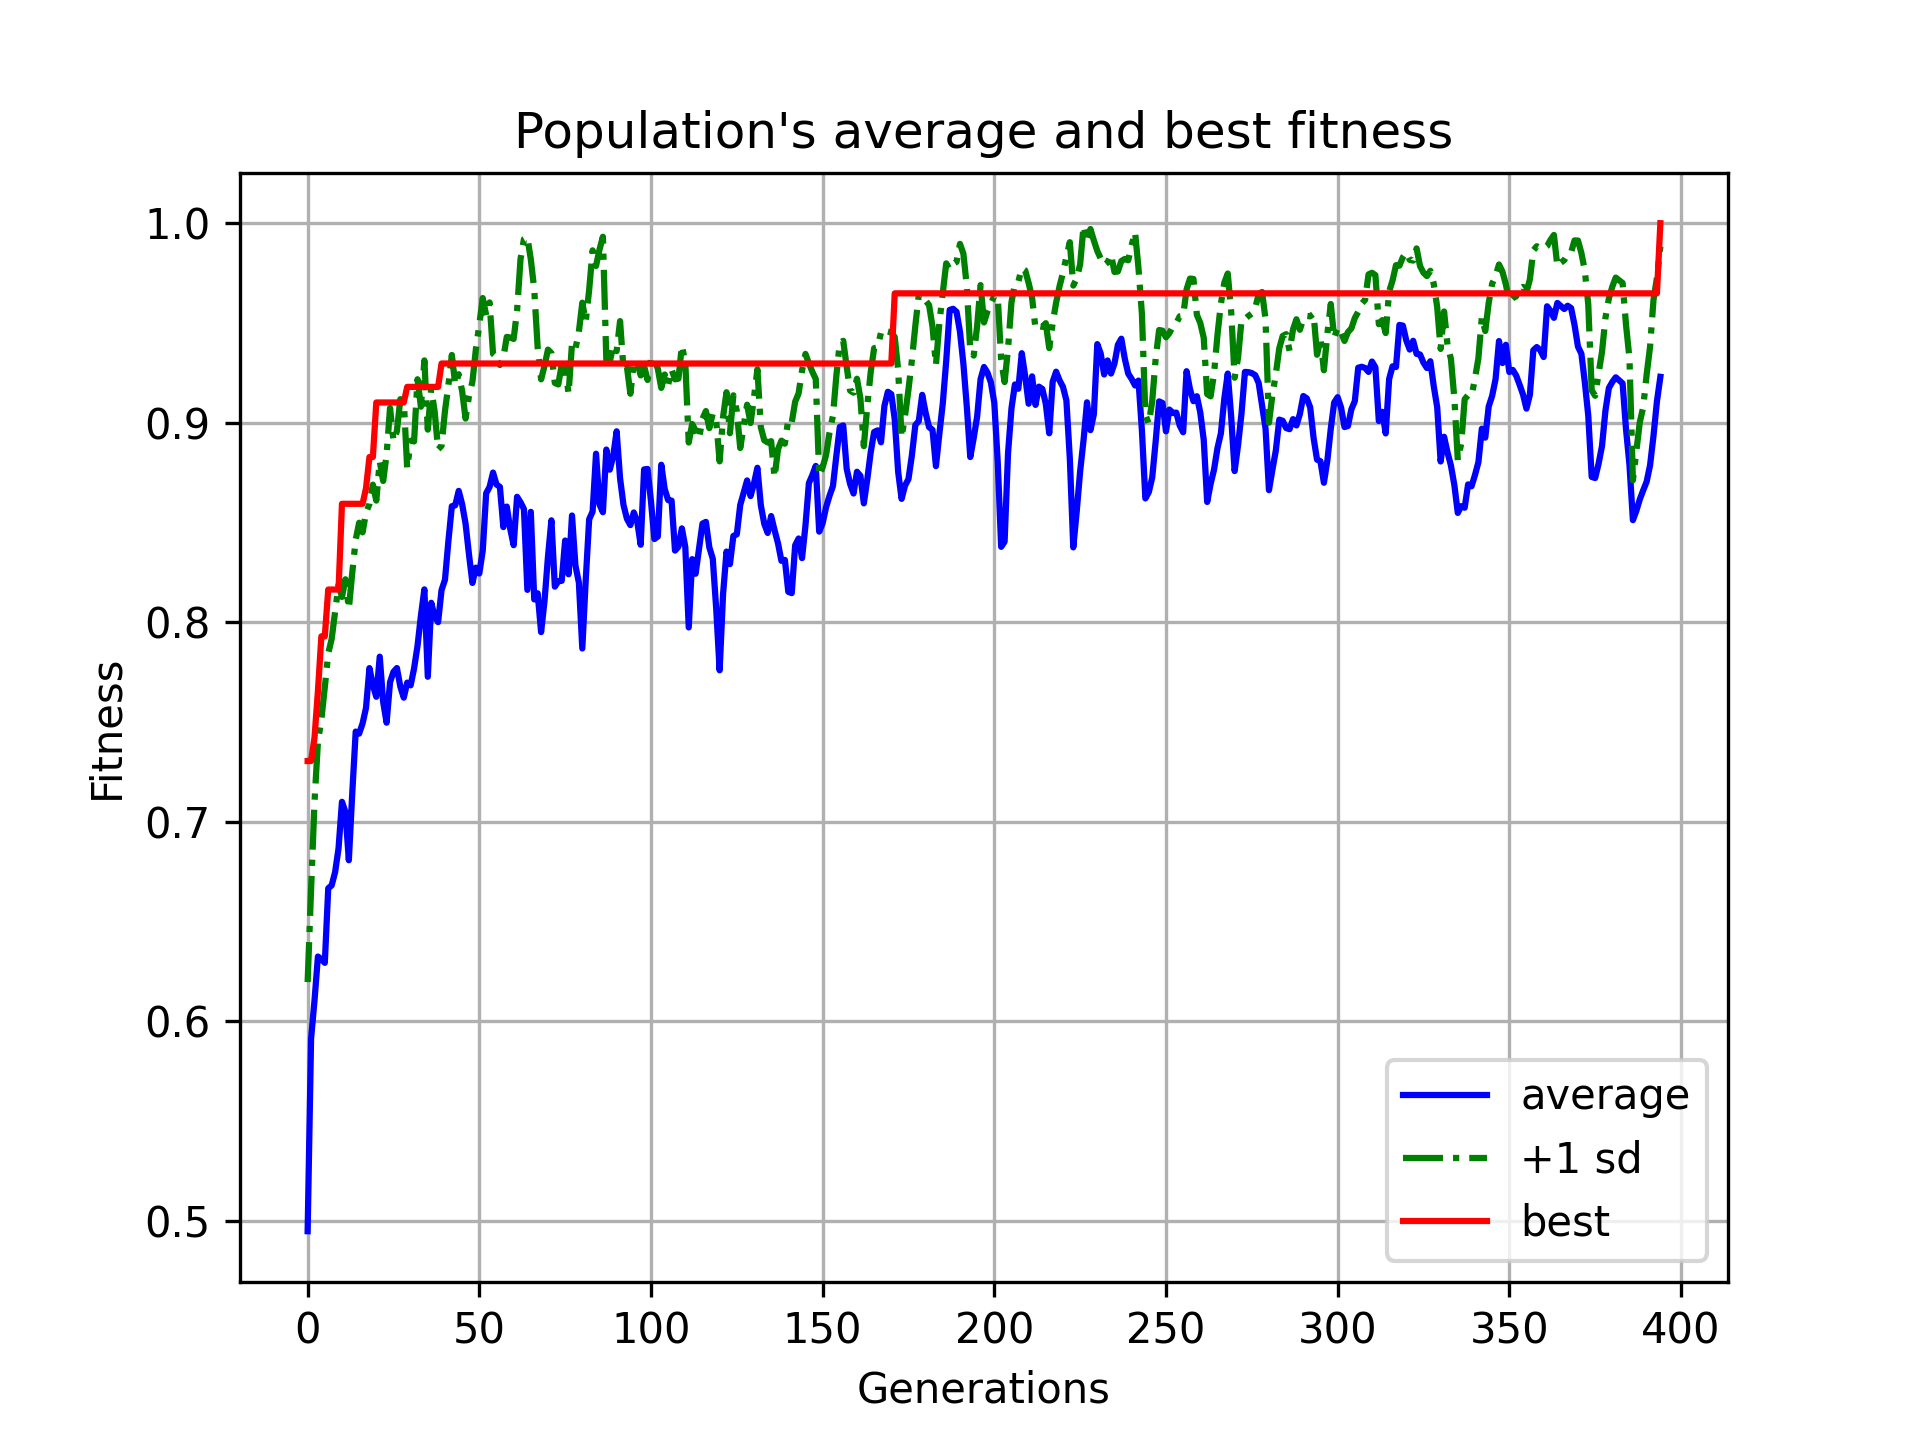 Population's average and best fitness
1.0
0.9
0.8
0.7
0.6
0.5
Fitness
average
+1 sd
best
0 50 100 150 200 250 300 350 400
Generations